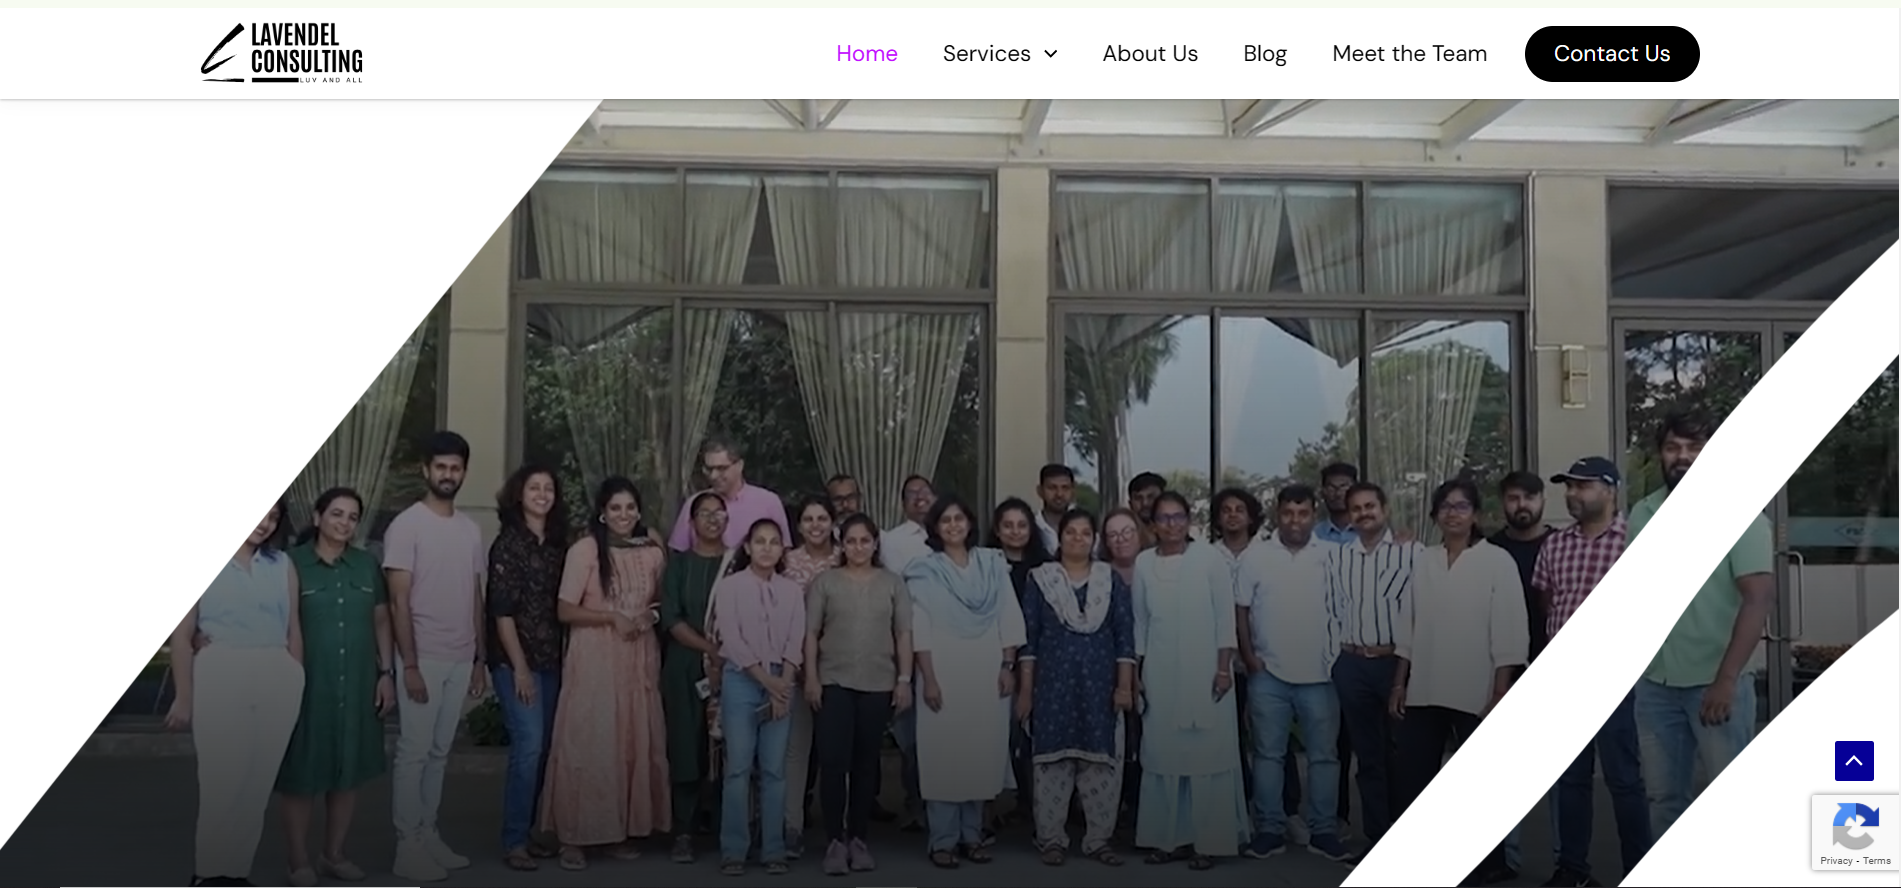 LAVENDEL
CONSULTING
LUV AND ALL
Home
Services
About Us
Blog
Meet the Team
Contact Us
Privacy - Terms